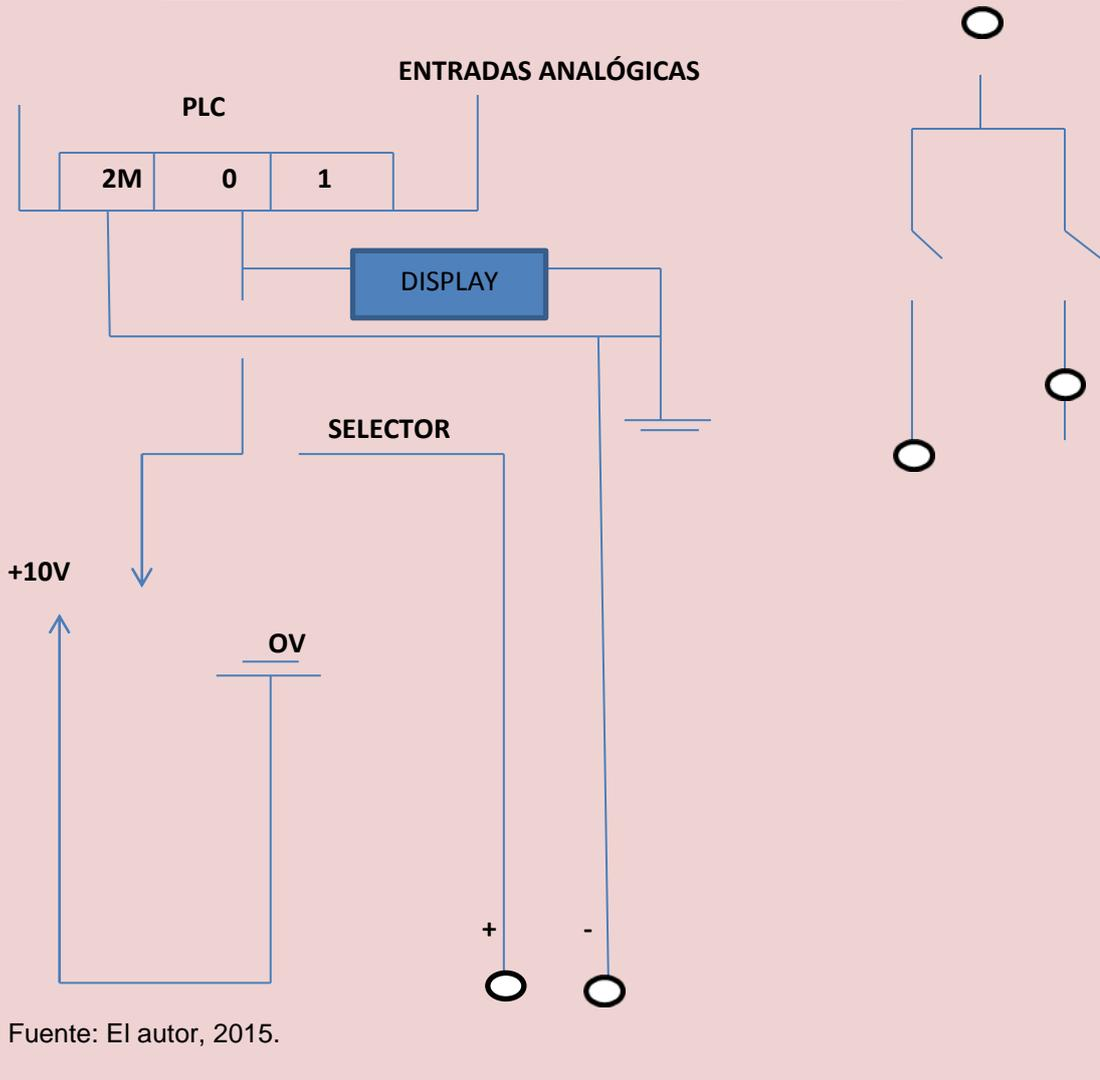 ENTRADAS ANALÓGICAS
PLC
2M 0 1
DISPLAY
SELECTOR
+10V
OV
+ -
Fuente: El autor, 2015.